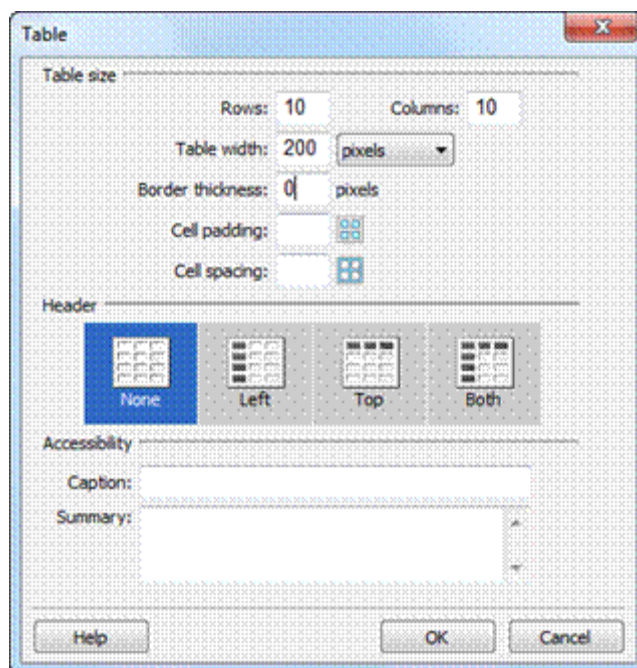 Table
Table size
Rows: 10 Columns: 10
Table width: 200 pixels
Border thickness: 0 pixels
Cell padding:
Cell spacing:
Header
None Left Top Both
Accessibility
Caption:
Summary:
Help OK Cancel